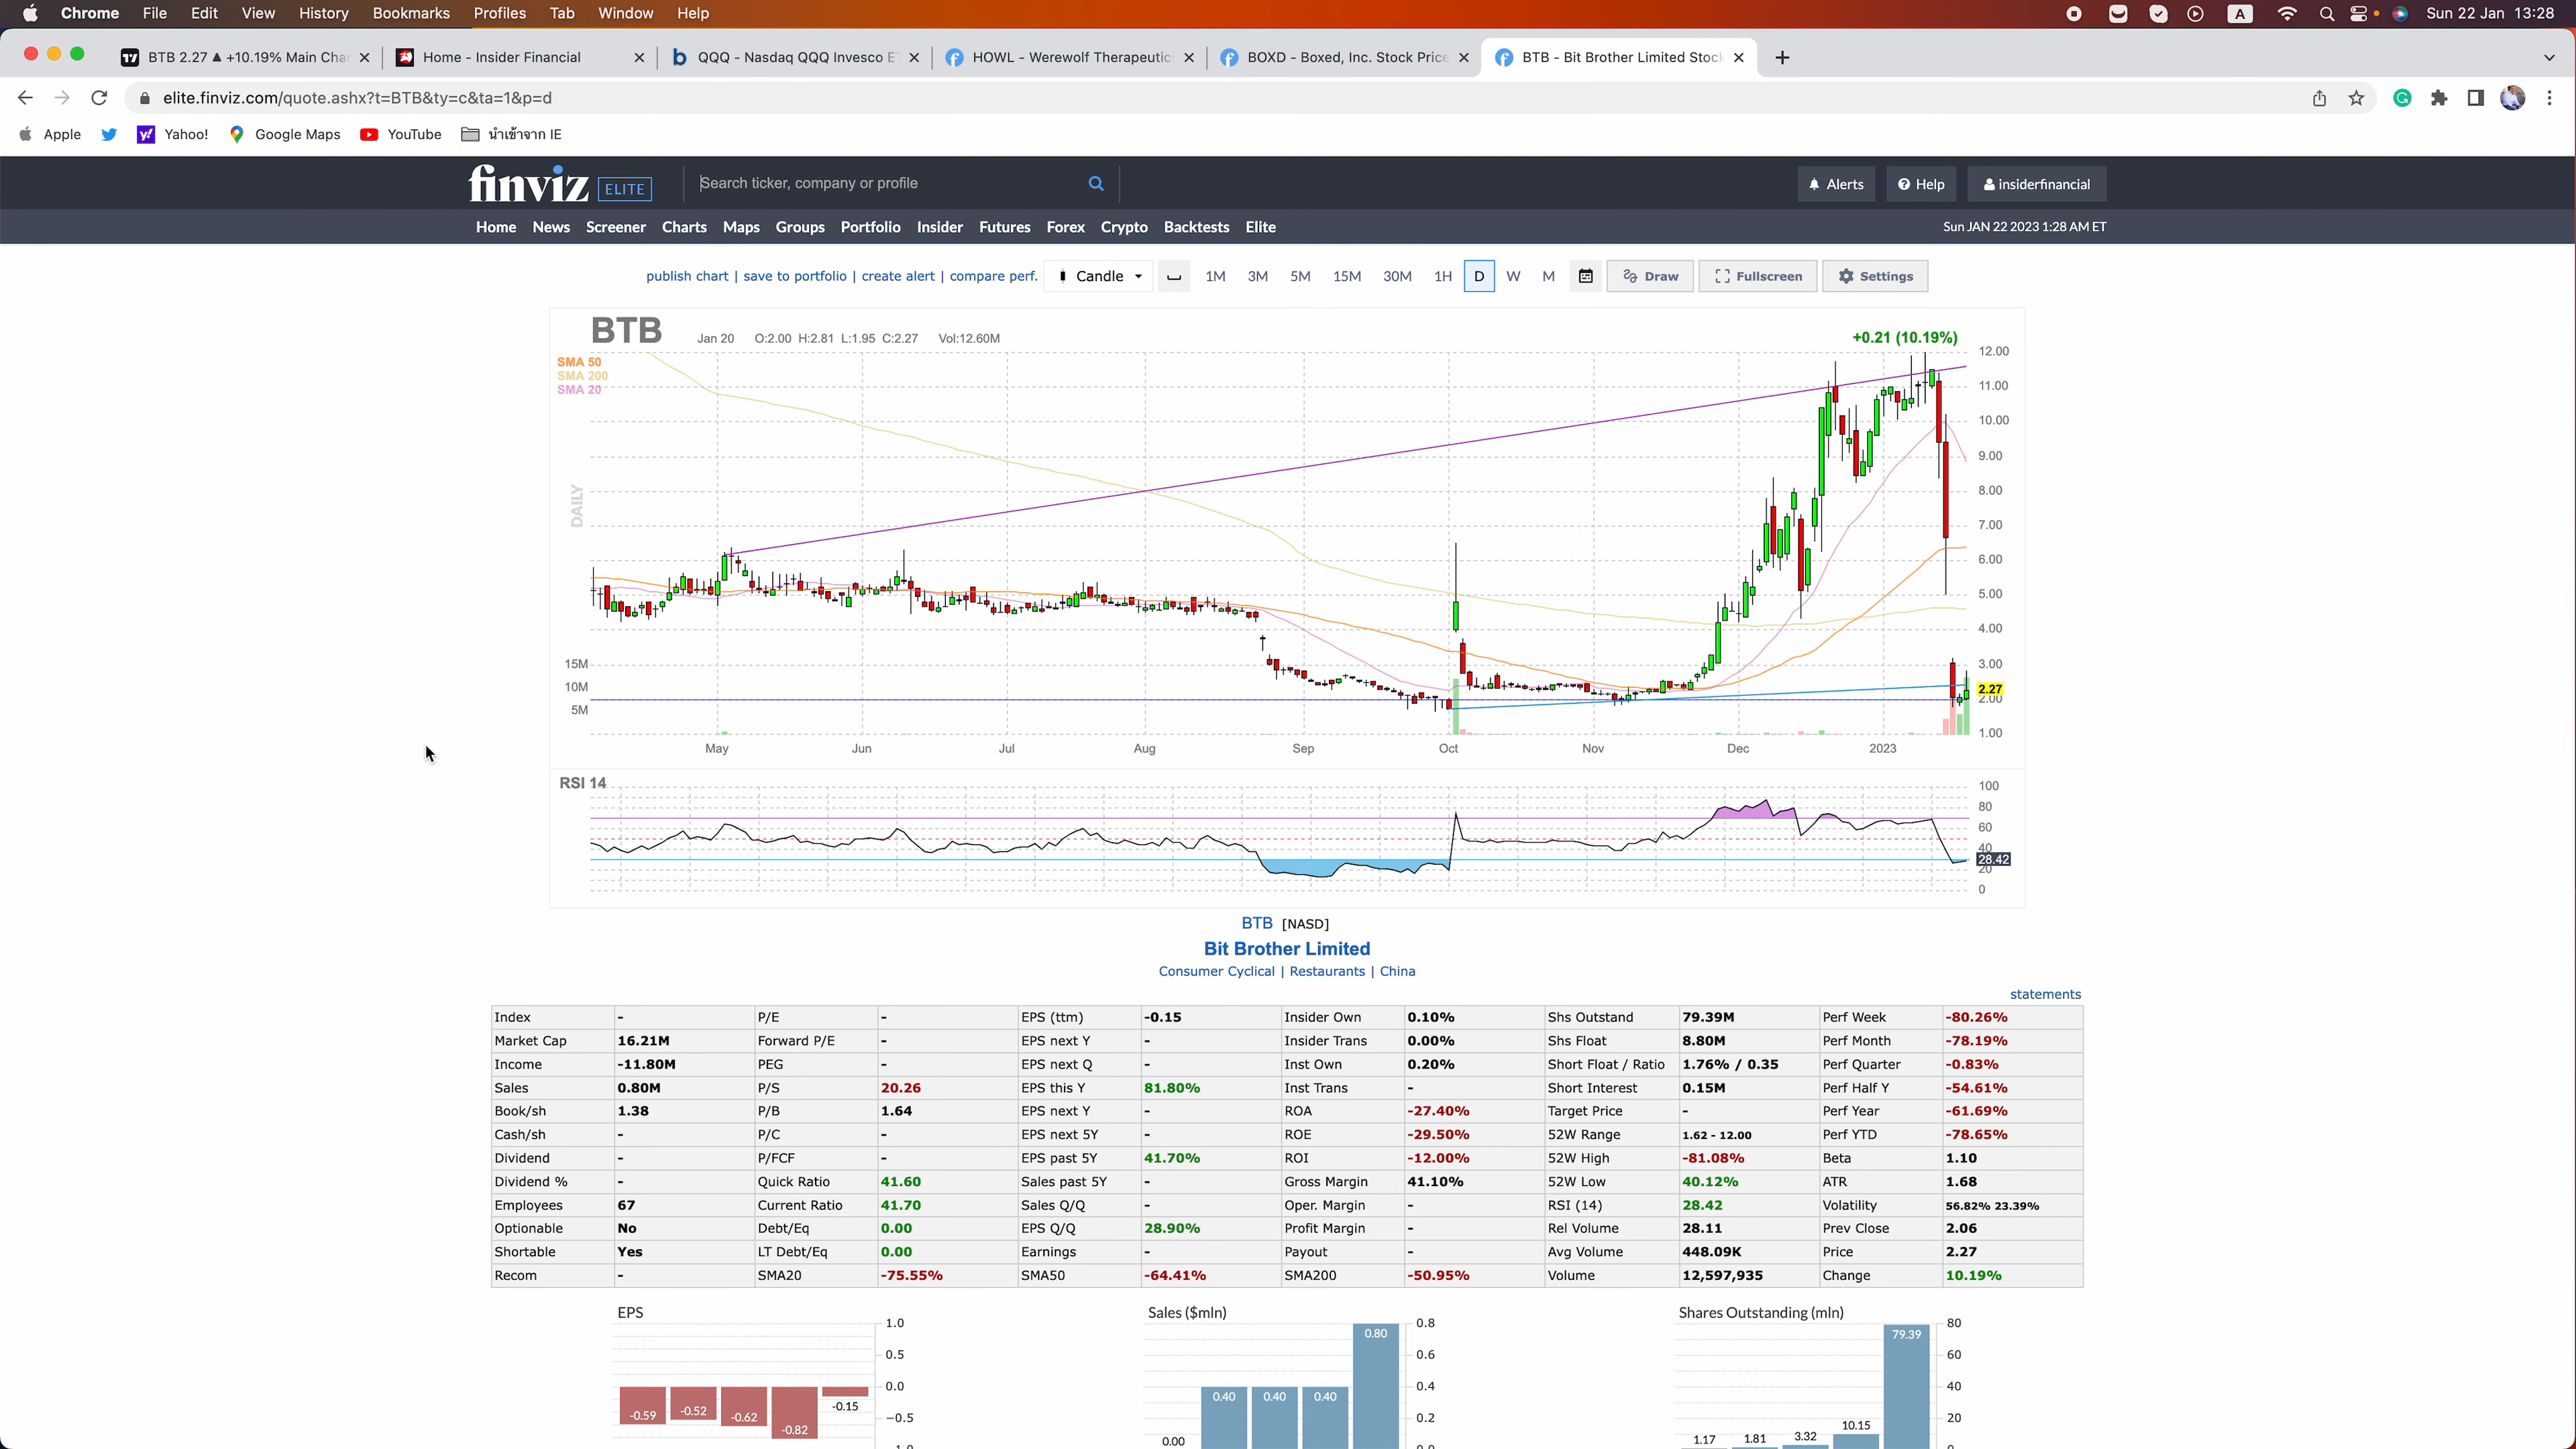 Chrome File Edit View History Bookmarks Profiles Tab Window Help
A Sun 22 Jan 13:28
BTB 2.27 ▲ +10.19% Main Cha
Home - Insider Financial
QQQ - Nasdaq QQQ Invesco E
HOWL - Werewolf Therapeutic
BOXD - Boxed, Inc. Stock Price
BTB - Bit Brother Limited Stock
elite.finviz.com/quote.ashx?t=BTB&ty=c&ta=1&p=d
Apple Yahoo! Google Maps YouTube นำเข้าจาก IE
finviz ELITE Search ticker, company or profile Alerts Help insiderfinancial
Home News Screener Charts Maps Groups Portfolio Insider Futures Forex Crypto Backtests Elite Sun JAN 22 2023 1:28 AM ET
publish chart | save to portfolio | create alert | compare perf. Candle 1M 3M 5M 15M 30M 1H D W M Draw Fullscreen Settings
BTB Jan 20 O:2.00 H:2.81 L:1.95 C:2.27 Vol:12.60M +0.21 (10.19%)
SMA 50
SMA 200
SMA 20
DAILY
12.00
11.00
10.00
9.00
8.00
7.00
6.00
5.00
4.00
3.00
2.27
2.00
1.00
15M
10M
5M
May Jun Jul Aug Sep Oct Nov Dec 2023
RSI 14
100
80
60
40
28.42
20
0
BTB [NASD]
Bit Brother Limited
Consumer Cyclical | Restaurants | China
statements
Index - P/E - EPS (ttm) -0.15 Insider Own 0.10% Shs Outstand 79.39M Perf Week -80.26%
Market Cap 16.21M Forward P/E - EPS next Y - Insider Trans 0.00% Shs Float 8.80M Perf Month -78.19%
Income -11.80M PEG - EPS next Q - Inst Own 0.20% Short Float / Ratio 1.76% / 0.35 Perf Quarter -0.83%
Sales 0.80M P/S 20.26 EPS this Y 81.80% Inst Trans - Short Interest 0.15M Perf Half Y -54.61%
Book/sh 1.38 P/B 1.64 EPS next Y - ROA -27.40% Target Price - Perf Year -61.69%
Cash/sh - P/C - EPS next 5Y - ROE -29.50% 52W Range 1.62 - 12.00 Perf YTD -78.65%
Dividend - P/FCF - EPS past 5Y 41.70% ROI -12.00% 52W High -81.08% Beta 1.10
Dividend % - Quick Ratio 41.60 Sales past 5Y - Gross Margin 41.10% 52W Low 40.12% ATR 1.68
Employees 67 Current Ratio 41.70 Sales Q/Q - Oper. Margin - RSI (14) 28.42 Volatility 56.82% 23.39%
Optionable No Debt/Eq 0.00 EPS Q/Q 28.90% Profit Margin - Rel Volume 28.11 Prev Close 2.06
Shortable Yes LT Debt/Eq 0.00 Earnings - Payout - Avg Volume 448.09K Price 2.27
Recom - SMA20 -75.55% SMA50 -64.41% SMA200 -50.95% Volume 12,597,935 Change 10.19%
EPS
1.0
0.5
0.0
-0.5
-0.59 -0.52 -0.62 -0.82 -0.15
Sales ($mln)
0.8
0.6
0.4
0.2
0.00 0.40 0.40 0.40 0.80
Shares Outstanding (mln)
80
60
40
20
1.17 1.81 3.32 10.15 79.39